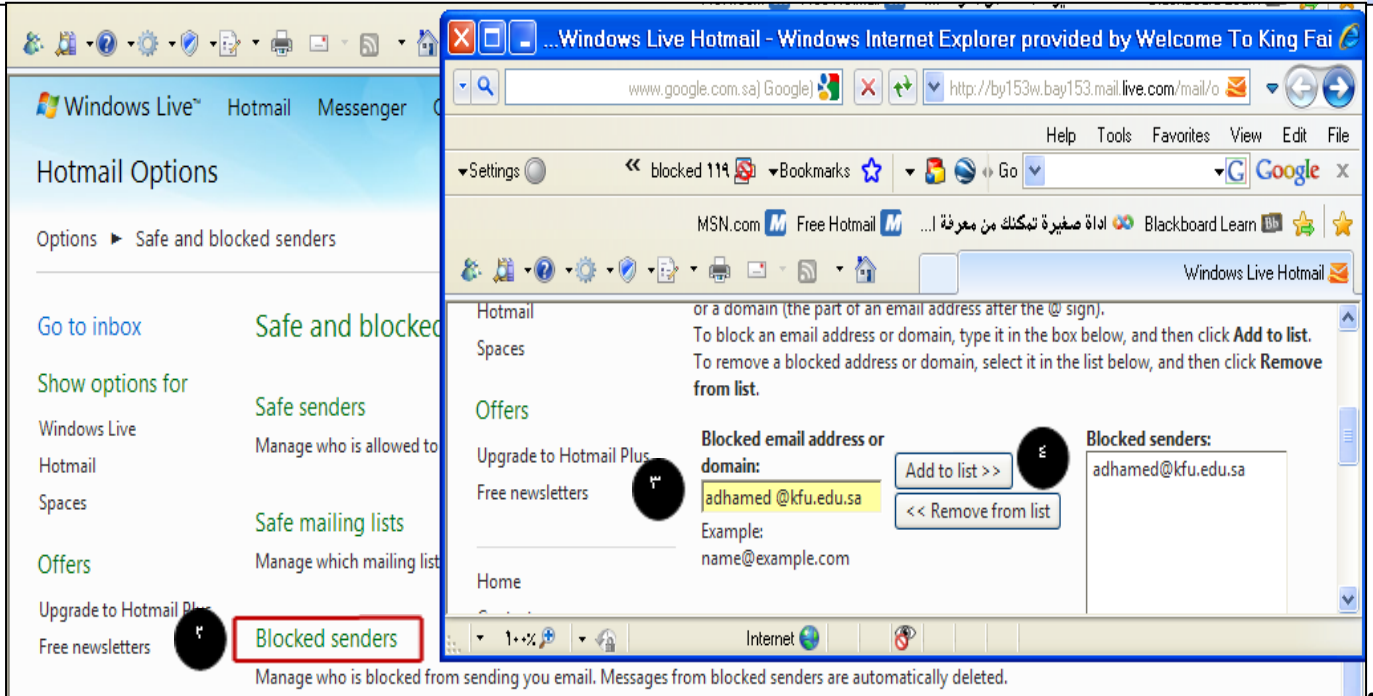 Windows Live™ Hotmail Messenger
Hotmail Options
Options ► Safe and blocked senders
Go to inbox
Show options for
Windows Live
Hotmail
Spaces
Offers
Upgrade to Hotmail Plus
Free newsletters
٢
Safe and blocked
Safe senders
Manage who is allowed to
Safe mailing lists
Manage which mailing list
Blocked senders
Manage who is blocked from sending you email. Messages from blocked senders are automatically deleted.
...Windows Live Hotmail - Windows Internet Explorer provided by Welcome To King Fai
www.google.com.sa) Google) http://by153w.bay153.mail.live.com/mail/o
Help Tools Favorites View Edit File
Settings « blocked ١١٩ Bookmarks Go G Google x
MSN.com Free Hotmail اداة صغيرة تمكنك من معرفة ا... Blackboard Learn Bb
Windows Live Hotmail
Hotmail
Spaces
Offers
Upgrade to Hotmail Plus
Free newsletters
Home
or a domain (the part of an email address after the @ sign).
To block an email address or domain, type it in the box below, and then click Add to list.
To remove a blocked address or domain, select it in the list below, and then click Remove
from list.
Blocked email address or
domain:
٣
adhamed @kfu.edu.sa
Example:
name@example.com
Add to list >>
<< Remove from list
٤
Blocked senders:
adhamed@kfu.edu.sa
١٠٠% Internet